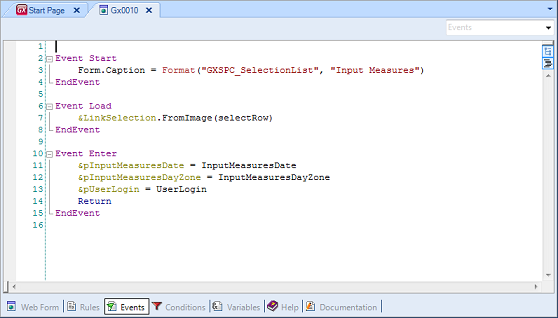 GX Start Page Gx0010
Events
1
2 Event Start
3 Form.Caption = Format("GXSPC_SelectionList", "Input Measures")
4 EndEvent
5
6 Event Load
7 &LinkSelection.FromImage(selectRow)
8 EndEvent
9
10 Event Enter
11 &pInputMeasuresDate = InputMeasuresDate
12 &pInputMeasuresDayZone = InputMeasuresDayZone
13 &pUserLogin = UserLogin
14 Return
15 EndEvent
16
Web Form Rules Events Conditions Variables Help Documentation